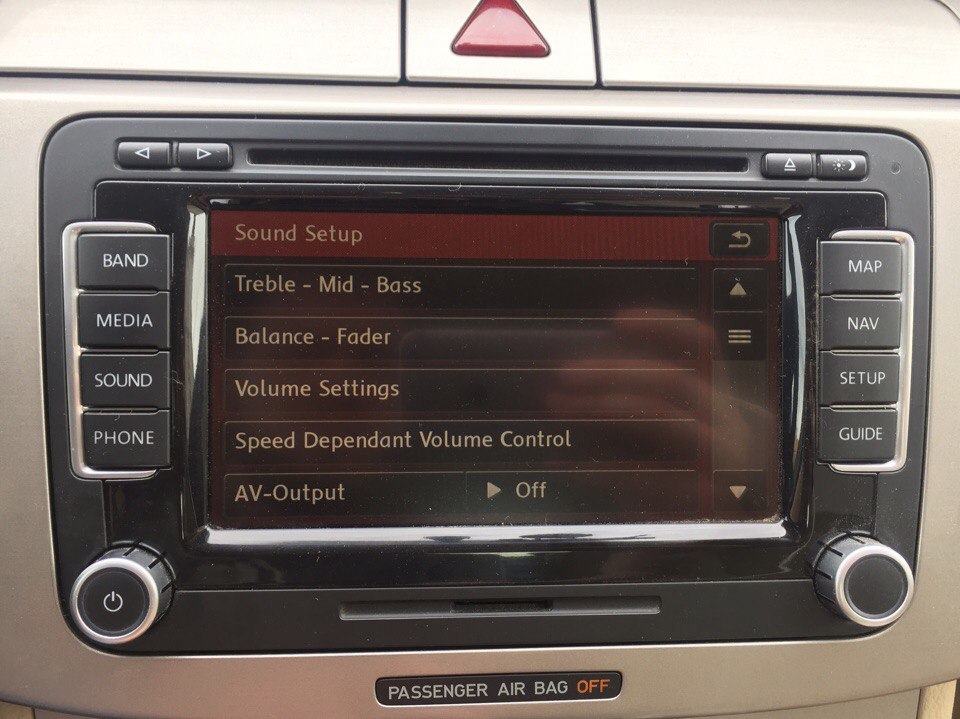 Sound Setup
BAND
MAP
Treble - Mid - Bass
MEDIA
NAV
Balance - Fader
SOUND
SETUP
Volume Settings
PHONE
GUIDE
Speed Dependant Volume Control
AV-Output Off
PASSENGER AIR BAG OFF